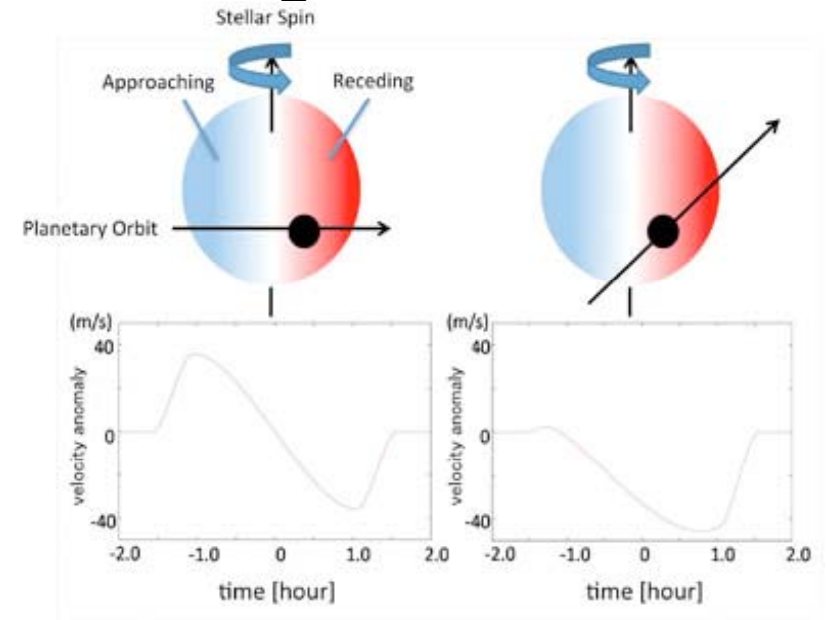 Stellar Spin
Approaching
Receding
Planetary Orbit
(m/s)
40
0
-40
velocity anomaly
-2.0 -1.0 0 1.0 2.0
time [hour]
(m/s)
40
0
-40
velocity anomaly
-2.0 -1.0 0 1.0 2.0
time [hour]